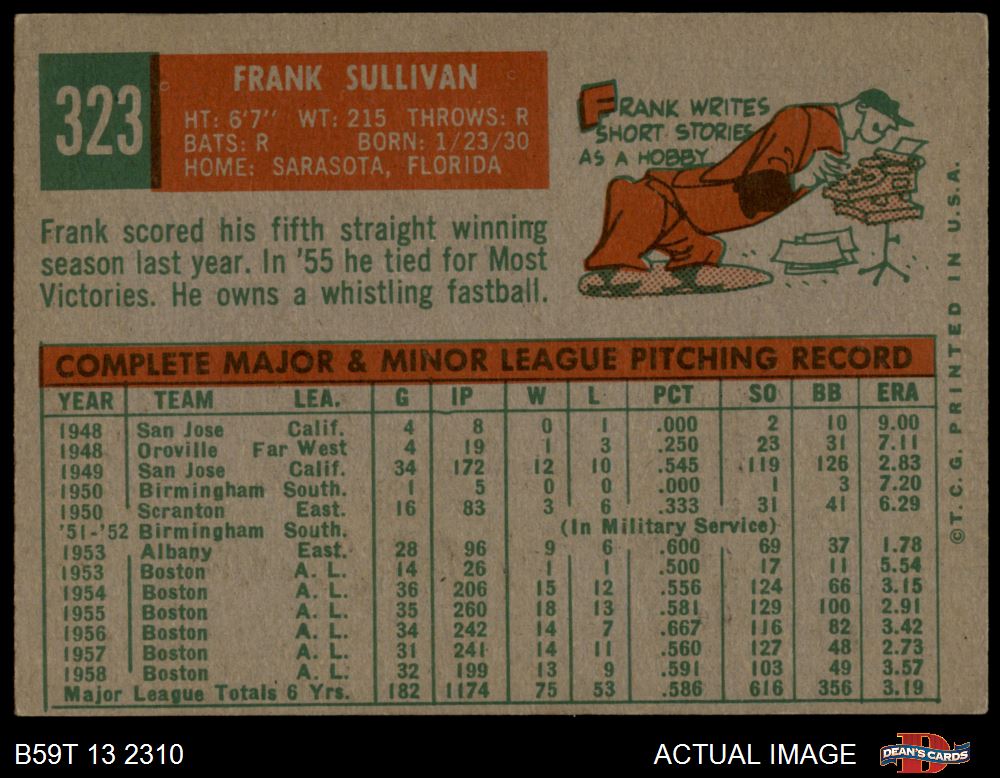 323
FRANK SULLIVAN
HT: 6'7" WT: 215 THROWS: R
BATS: R BORN: 1/23/30
HOME: SARASOTA, FLORIDA
FRANK WRITES
SHORT STORIES
AS A HOBBY
Frank scored his fifth straight winning
season last year. In '55 he tied for Most
Victories. He owns a whistling fastball.
COMPLETE MAJOR & MINOR LEAGUE PITCHING RECORD
YEAR TEAM LEA. G IP W L PCT SO BB ERA
1948 San Jose Calif. 4 8 0 1 .000 2 10 9.00
1948 Oroville Far West 4 19 1 3 .250 23 31 7.11
1949 San Jose Calif. 34 172 12 10 .545 119 126 2.83
1950 Birmingham South. 1 5 0 0 .000 1 3 7.20
1950 Scranton East. 16 83 3 6 .333 31 41 6.29
'51-'52 Birmingham South. (In Military Service)
1953 Albany East. 28 96 9 6 .600 69 37 1.78
1953 Boston A. L. 14 26 1 1 .500 17 11 5.54
1954 Boston A. L. 36 206 15 12 .556 124 66 3.15
1955 Boston A. L. 35 260 18 13 .581 129 100 2.91
1956 Boston A. L. 34 242 14 7 .667 116 82 3.42
1957 Boston A. L. 31 241 14 11 .560 127 48 2.73
1958 Boston A. L. 32 199 13 9 .591 103 49 3.57
Major League Totals 6 Yrs. 182 1174 75 53 .586 616 356 3.19
©T.C.G. PRINTED IN U.S.A.
B59T 13 2310
ACTUAL IMAGE
D
DEAN'S CARDS